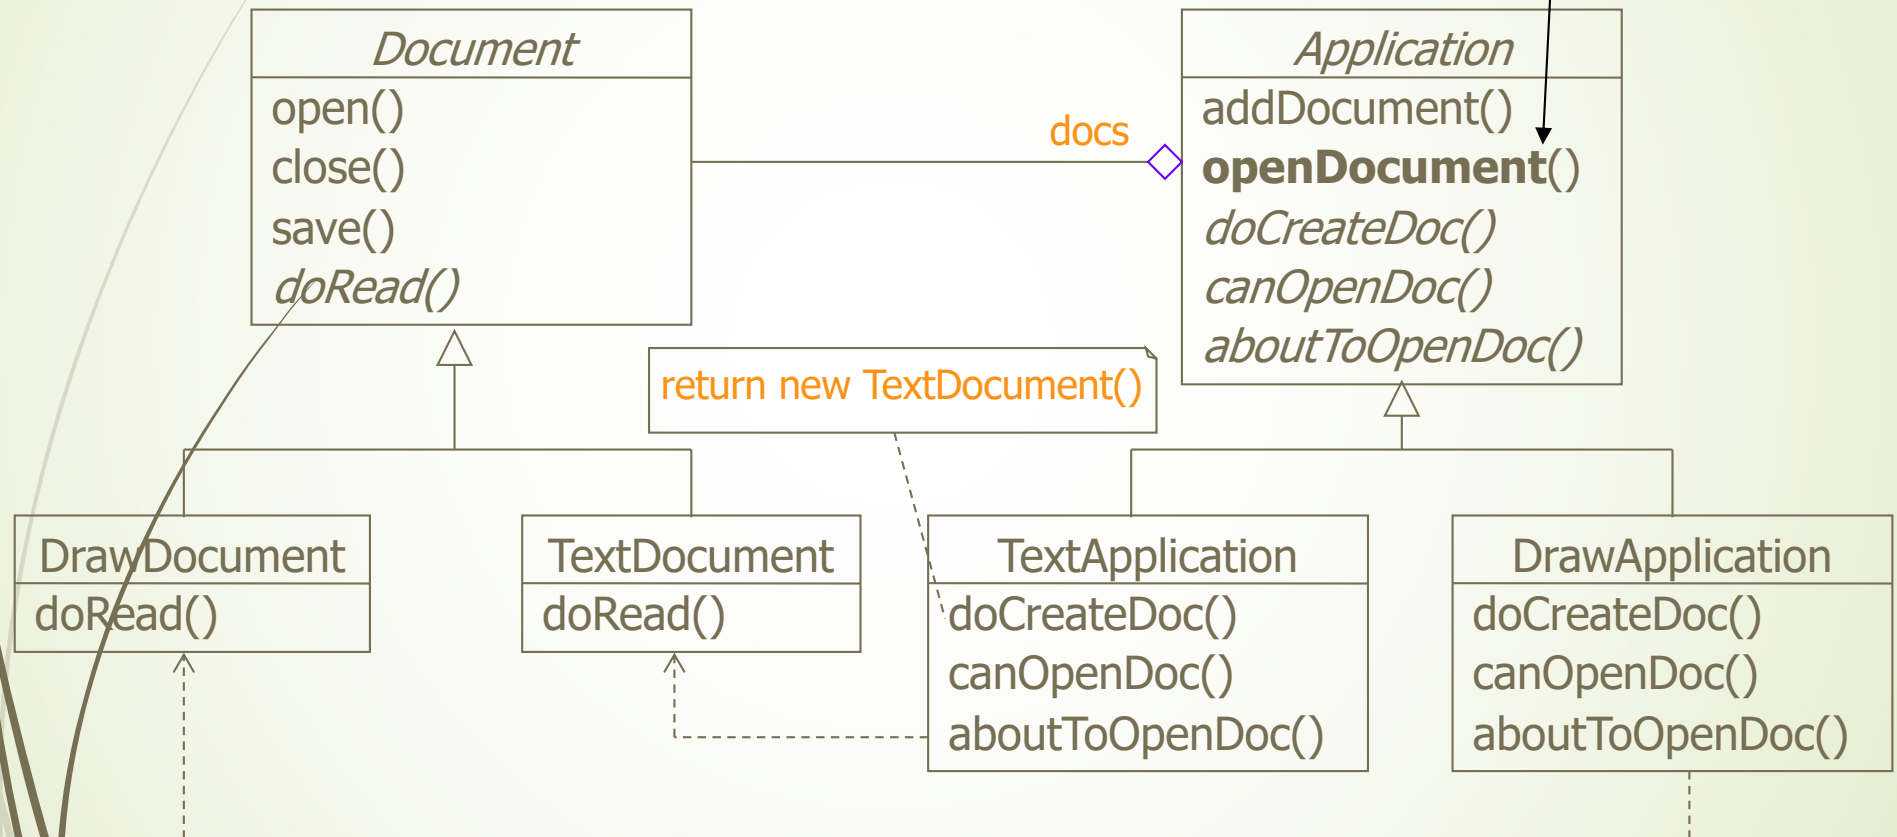 Document
open()
close()
save()
doRead()
docs
Application
addDocument()
openDocument()
doCreateDoc()
canOpenDoc()
aboutToOpenDoc()
return new TextDocument()
DrawDocument
doRead()
TextDocument
doRead()
TextApplication
doCreateDoc()
canOpenDoc()
aboutToOpenDoc()
DrawApplication
doCreateDoc()
canOpenDoc()
aboutToOpenDoc()